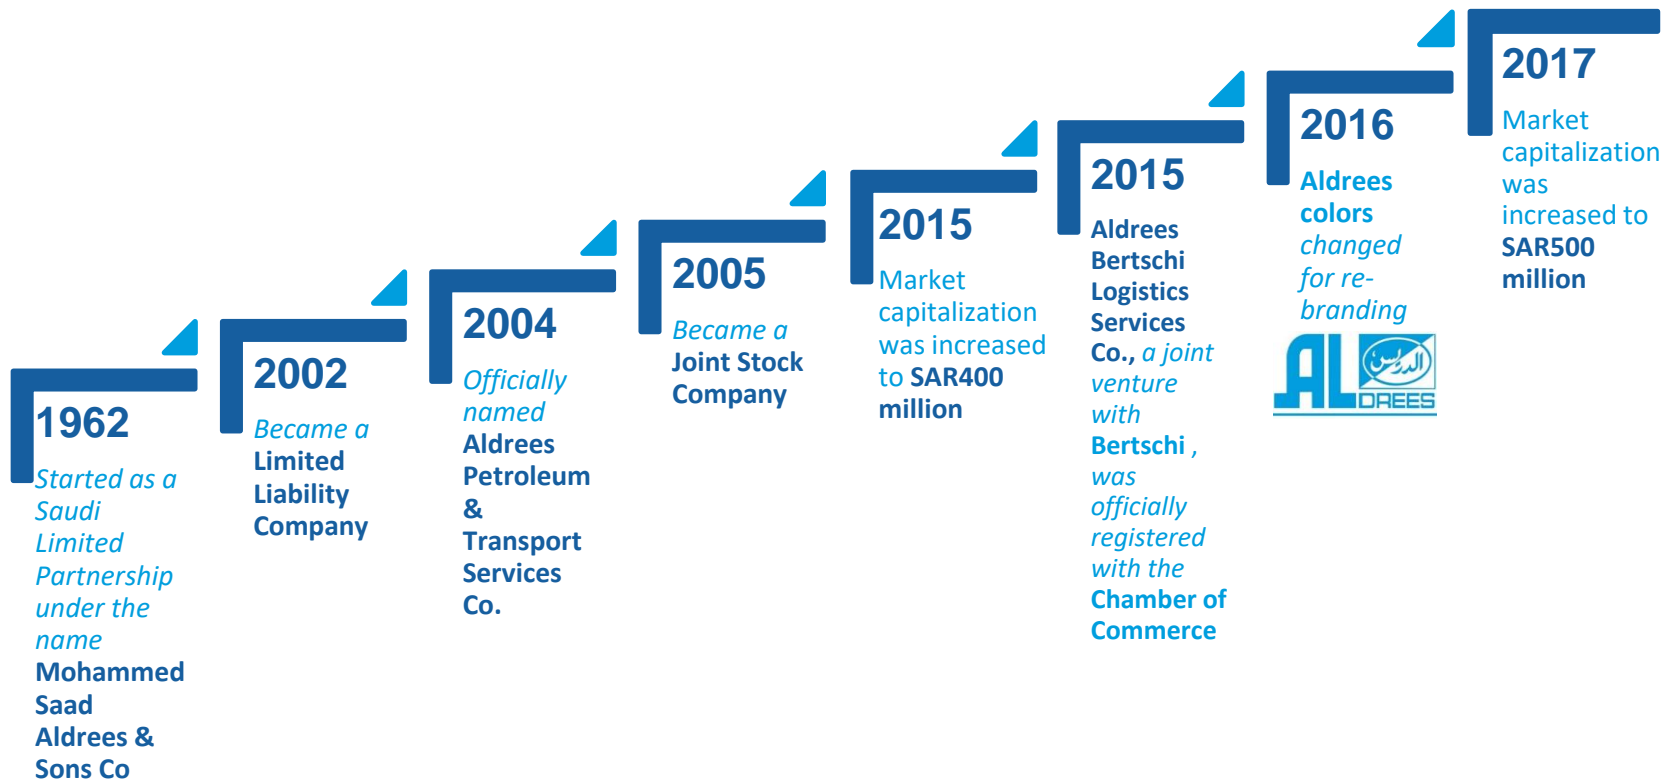 1962
Started as a
Saudi
Limited
Partnership
under the
name
Mohammed
Saad
Aldrees &
Sons Co
2002
Became a
Limited
Liability
Company
2004
Officially
named
Aldrees
Petroleum
&
Transport
Services
Co.
2005
Became a
Joint Stock
Company
2015
Market
capitalization
was increased
to SAR400
million
2015
Aldrees
Bertschi
Logistics
Services
Co., a joint
venture
with
Bertschi ,
was
officially
registered
with the
Chamber of
Commerce
2016
Aldrees
colors
changed
for re-
branding
AL
الدريس
DREES
2017
Market
capitalization
was
increased to
SAR500
million